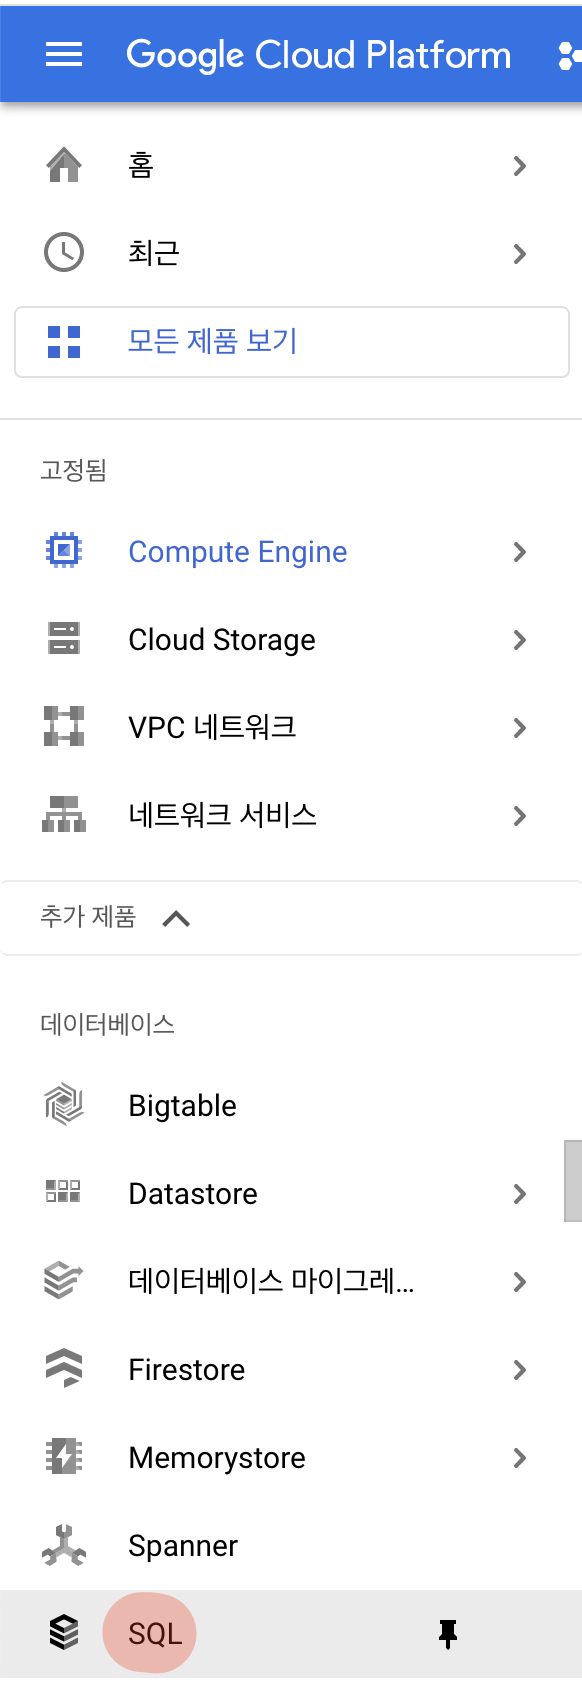 Google Cloud Platform
홈
최근
모든 제품 보기
고정됨
Compute Engine
Cloud Storage
VPC 네트워크
네트워크 서비스
추가 제품
데이터베이스
Bigtable
Datastore
데이터베이스 마이그레...
Firestore
Memorystore
Spanner
SQL